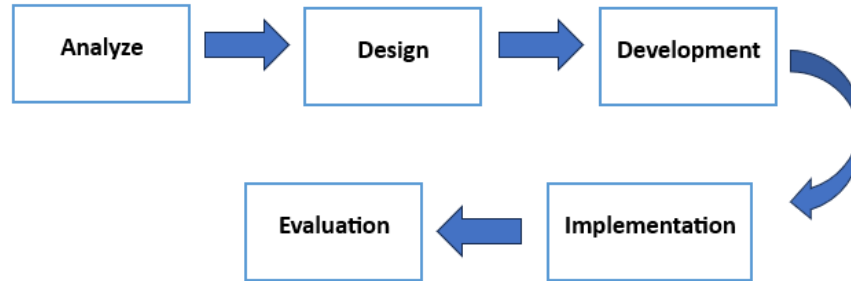 Analyze
Design
Development
Implementation
Evaluation